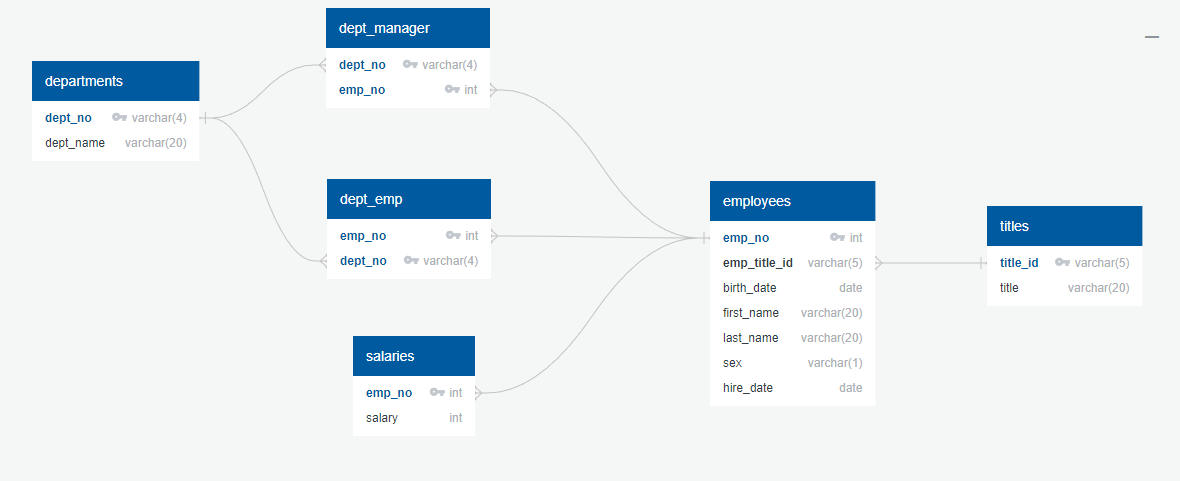 departments
dept_no varchar(4)
dept_name varchar(20)
dept_manager
dept_no varchar(4)
emp_no int
dept_emp
emp_no int
dept_no varchar(4)
salaries
emp_no int
salary int
employees
emp_no int
emp_title_id varchar(5)
birth_date date
first_name varchar(20)
last_name varchar(20)
sex varchar(1)
hire_date date
titles
title_id varchar(5)
title varchar(20)